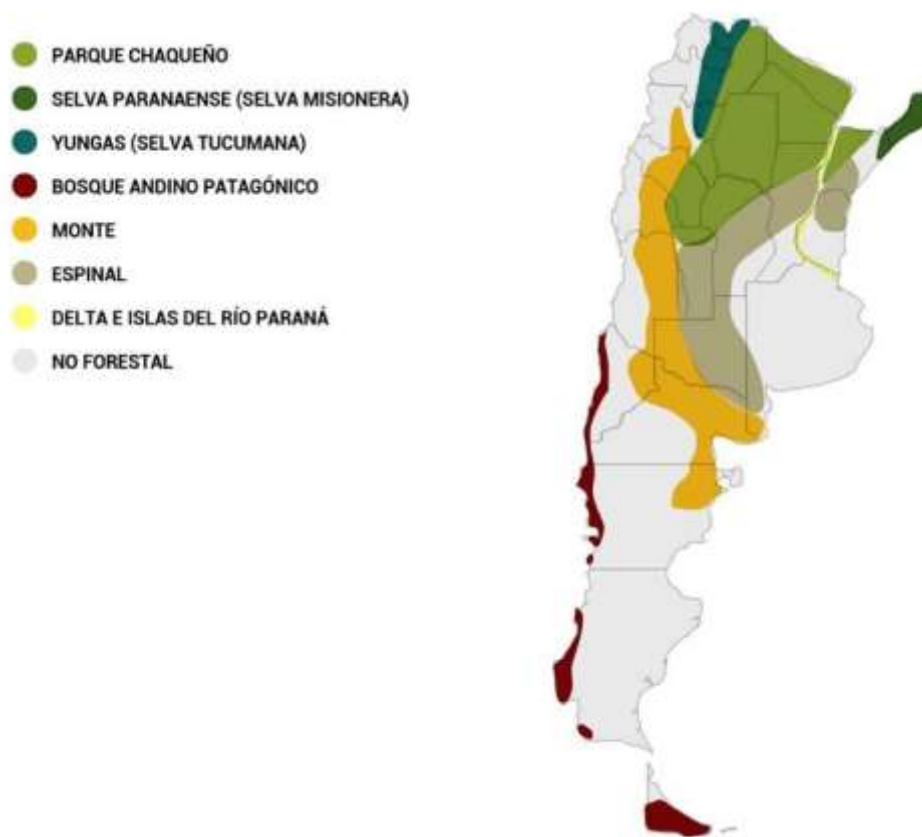 PARQUE CHAQUEÑO
SELVA PARANAENSE (SELVA MISIONERA)
YUNGAS (SELVA TUCUMANA)
BOSQUE ANDINO PATAGÓNICO
MONTE
ESPINAL
DELTA E ISLAS DEL RÍO PARANÁ
NO FORESTAL